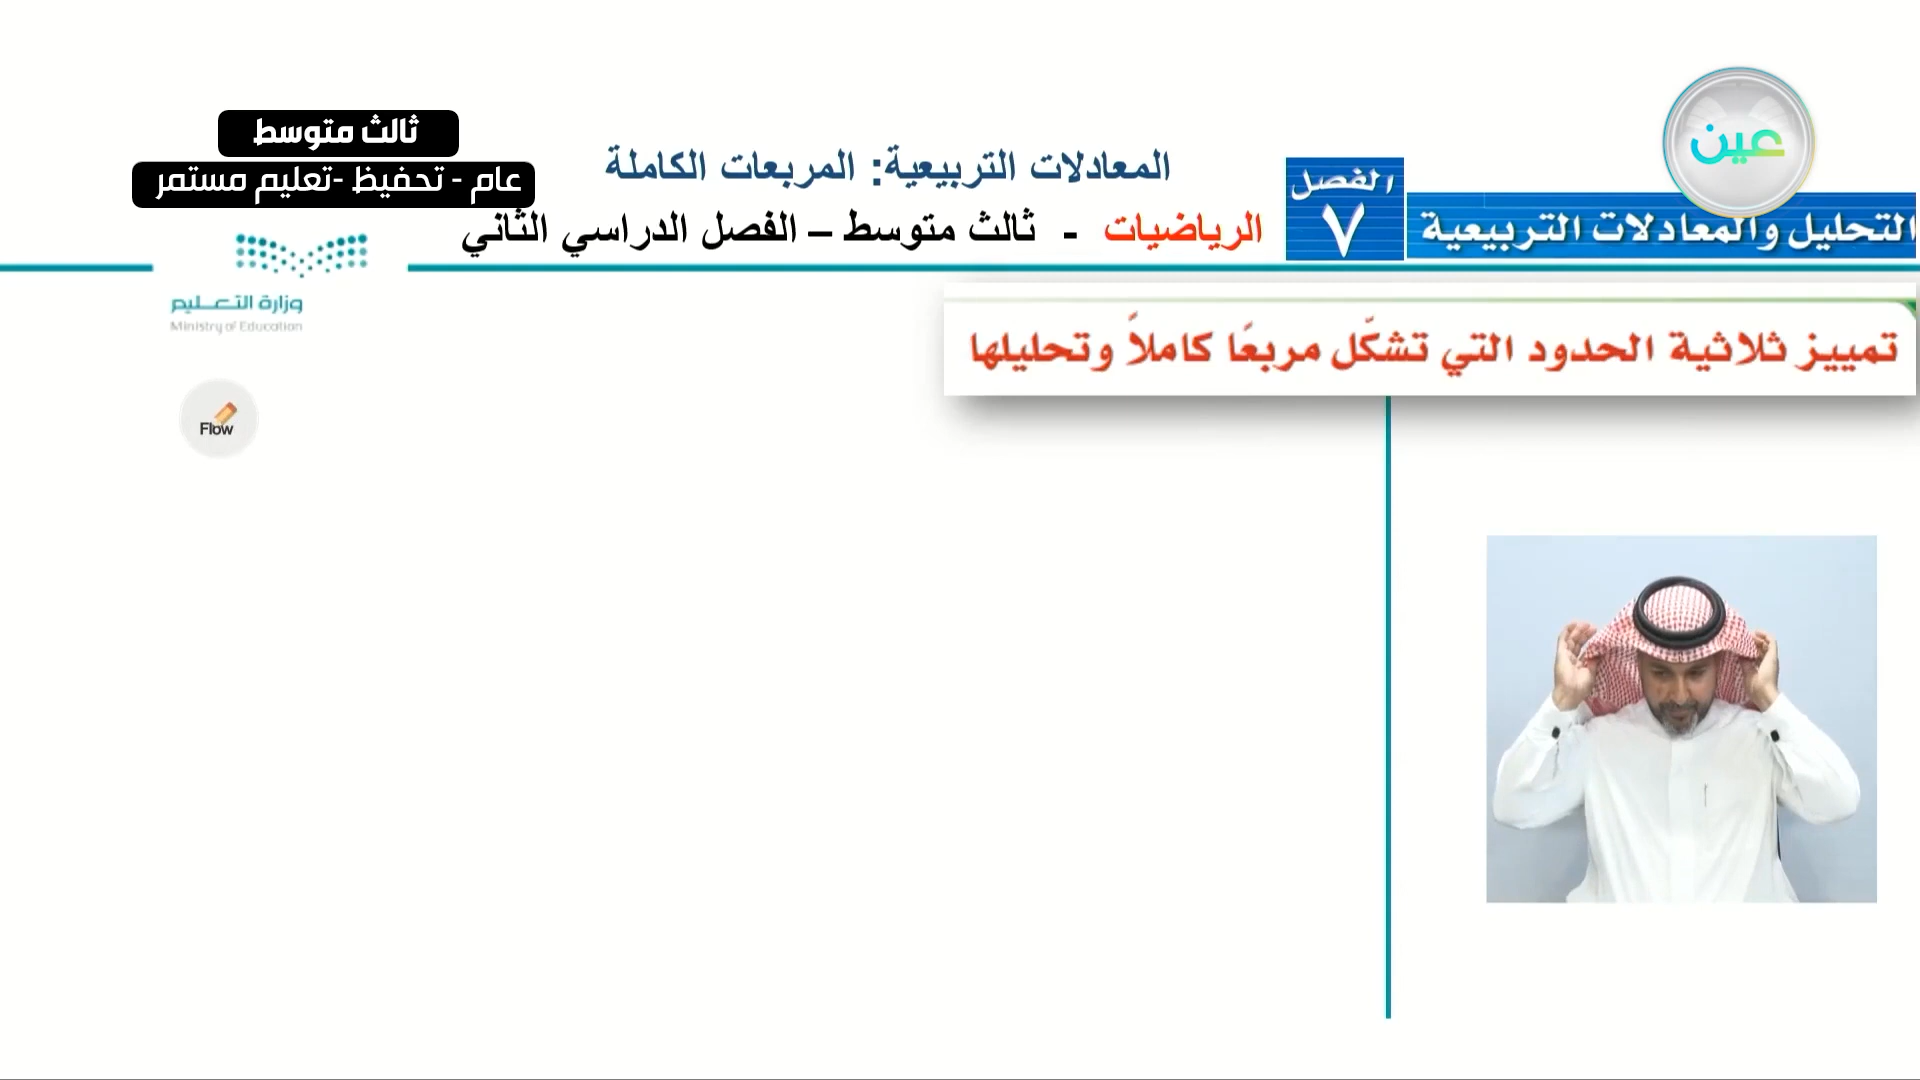 عين
ثالث متوسط
عام - تحفيظ -تعليم مستمر
المعادلات التربيعية: المربعات الكاملة
الرياضيات - ثالث متوسط – الفصل الدراسي الثاني
الفصل
٧
التحليل والمعادلات التربيعية
وزارة التعليم
Ministry of Education
تمييز ثلاثية الحدود التي تشكّل مربعًا كاملاً وتحليلها
Flow